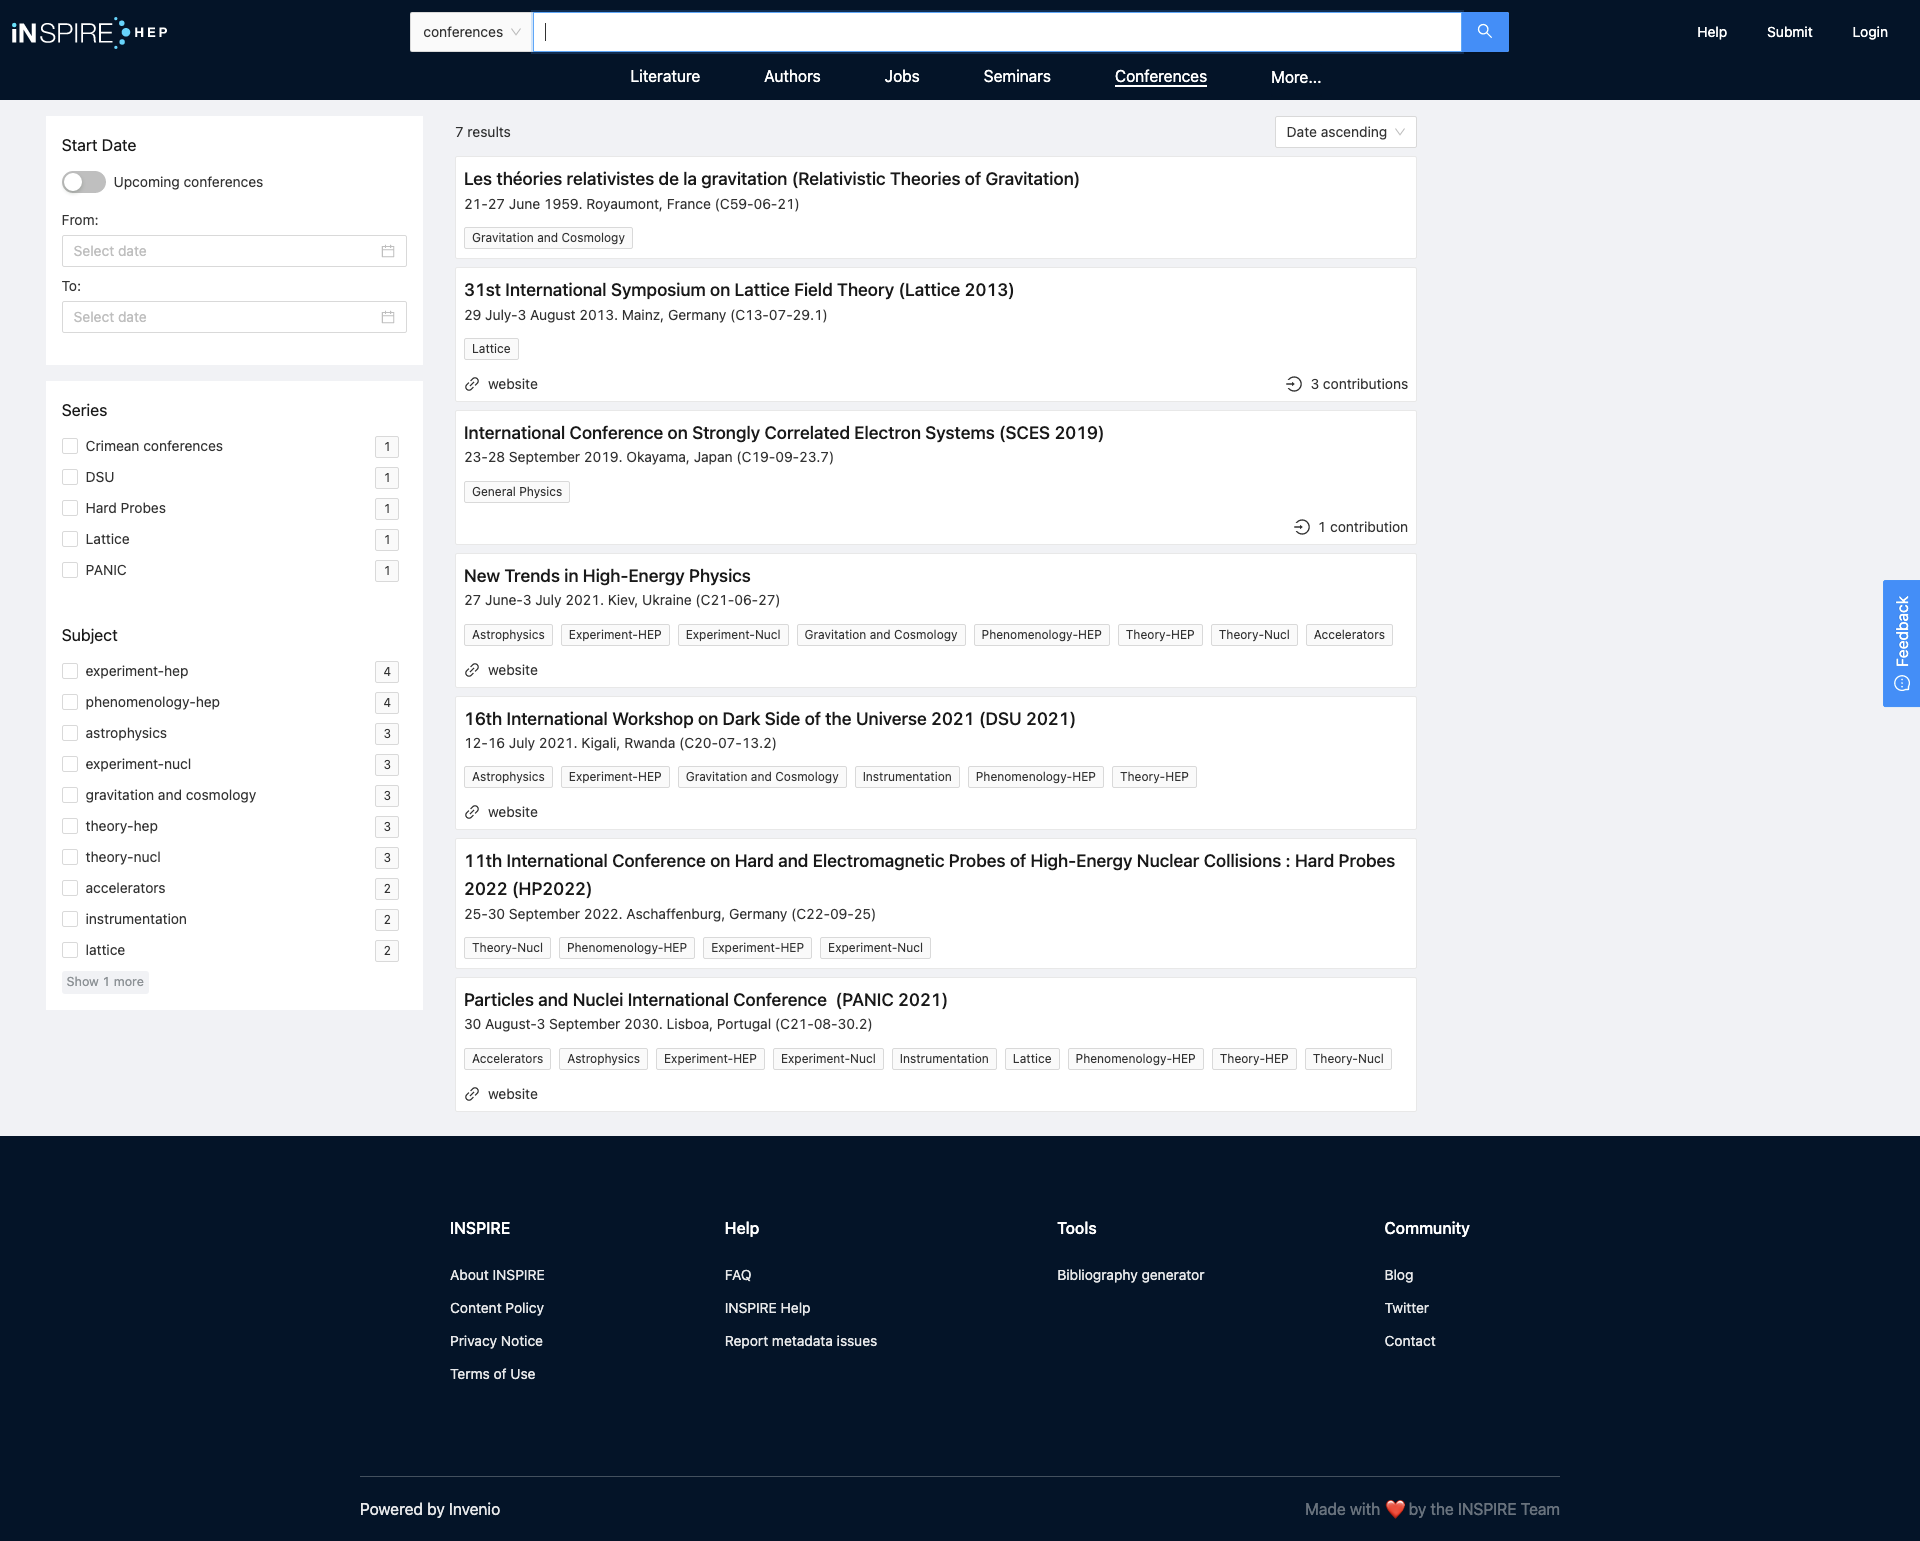 INSPIRE HEP
conferences
Help
Submit
Login
Literature
Authors
Jobs
Seminars
Conferences
More...
Start Date
Upcoming conferences
From:
Select date
To:
Select date
Series
Crimean conferences 1
DSU 1
Hard Probes 1
Lattice 1
PANIC 1
Subject
experiment-hep 4
phenomenology-hep 4
astrophysics 3
experiment-nucl 3
gravitation and cosmology 3
theory-hep 3
theory-nucl 3
accelerators 2
instrumentation 2
lattice 2
Show 1 more
7 results
Date ascending
Les théories relativistes de la gravitation (Relativistic Theories of Gravitation)
21-27 June 1959. Royaumont, France (C59-06-21)
Gravitation and Cosmology
31st International Symposium on Lattice Field Theory (Lattice 2013)
29 July-3 August 2013. Mainz, Germany (C13-07-29.1)
Lattice
website
3 contributions
International Conference on Strongly Correlated Electron Systems (SCES 2019)
23-28 September 2019. Okayama, Japan (C19-09-23.7)
General Physics
1 contribution
New Trends in High-Energy Physics
27 June-3 July 2021. Kiev, Ukraine (C21-06-27)
Astrophysics Experiment-HEP Experiment-Nucl Gravitation and Cosmology Phenomenology-HEP Theory-HEP Theory-Nucl Accelerators
website
16th International Workshop on Dark Side of the Universe 2021 (DSU 2021)
12-16 July 2021. Kigali, Rwanda (C20-07-13.2)
Astrophysics Experiment-HEP Gravitation and Cosmology Instrumentation Phenomenology-HEP Theory-HEP
website
11th International Conference on Hard and Electromagnetic Probes of High-Energy Nuclear Collisions : Hard Probes
2022 (HP2022)
25-30 September 2022. Aschaffenburg, Germany (C22-09-25)
Theory-Nucl Phenomenology-HEP Experiment-HEP Experiment-Nucl
Particles and Nuclei International Conference (PANIC 2021)
30 August-3 September 2030. Lisboa, Portugal (C21-08-30.2)
Accelerators Astrophysics Experiment-HEP Experiment-Nucl Instrumentation Lattice Phenomenology-HEP Theory-HEP Theory-Nucl
website
Feedback
INSPIRE
About INSPIRE
Content Policy
Privacy Notice
Terms of Use
Help
FAQ
INSPIRE Help
Report metadata issues
Tools
Bibliography generator
Community
Blog
Twitter
Contact
Powered by Invenio
Made with ❤️ by the INSPIRE Team